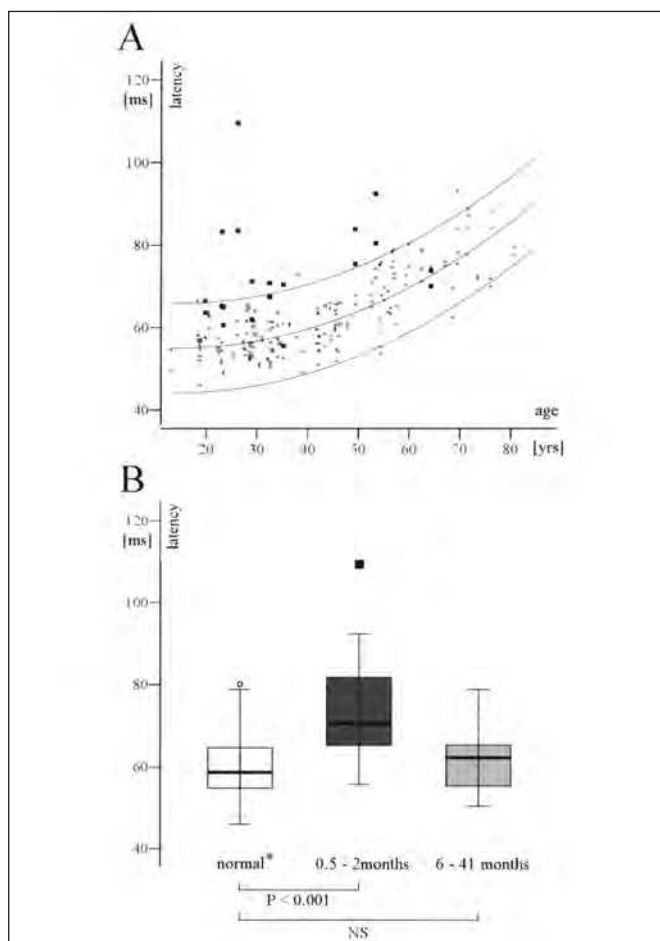 A
latency
120
[ms]
100
80
60
40
age
20 30 40 50 60 70 80 [yrs]
B
latency
120
[ms]
100
80
60
40
normal* 0.5 - 2months 6 - 41 months
P < 0.001
NS